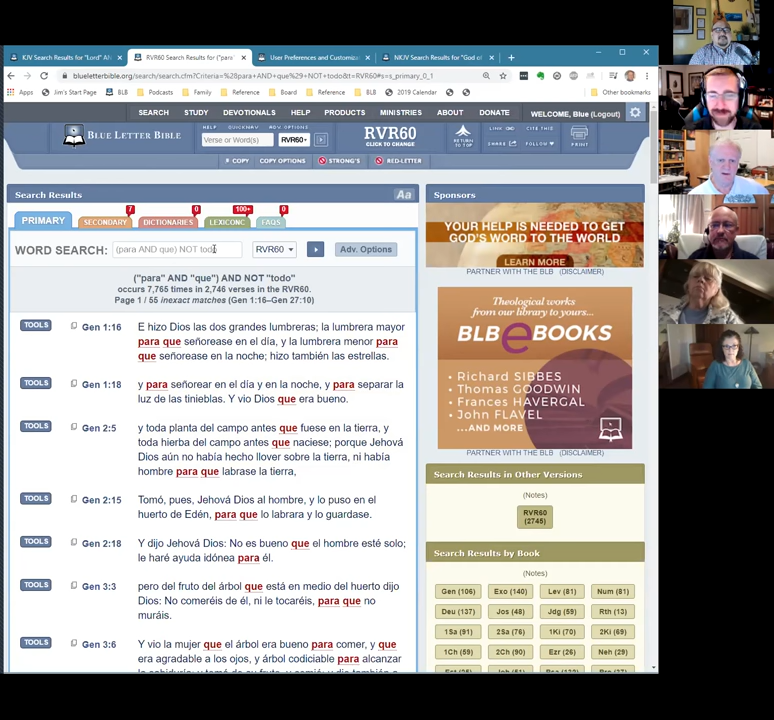 KJV Search Results for "Lord" AN
RVR60 Search Results for ("para"
User Preferences and Customiza
NKJV Search Results for "God of
blueletterbible.org/search/search.cfm?Criteria=%28para+AND+que%29+NOT+todo&t=RVR60#s=s_primary_0_1
Apps
Jim's Start Page
BLB
Podcasts
Family
Reference
Board
Reference
BLB
2019 Calendar
Other bookmarks
SEARCH STUDY DEVOTIONALS HELP PRODUCTS MINISTRIES ABOUT DONATE
WELCOME, Blue (Logout)
BLUE LETTER BIBLE
HELP QUICKNAV ADV. OPTIONS
Verse or Word(s)
RVR60
RVR60
CLICK TO CHANGE
RETURN TO TOP
LINK
CITE THIS
SHARE
FOLLOW
PRINT
COPY
COPY OPTIONS
STRONG'S
RED-LETTER
Search Results
Aa
PRIMARY
SECONDARY 7
DICTIONARIES 0
LEXICONC 100+
FAQS 0
WORD SEARCH: (para AND que) NOT todo RVR60 Adv. Options
("para" AND "que") AND NOT "todo"
occurs 7,765 times in 2,746 verses in the RVR60.
Page 1 / 55 inexact matches (Gen 1:16–Gen 27:10)
TOOLS Gen 1:16 E hizo Dios las dos grandes lumbreras; la lumbrera mayor
para que señorease en el día, y la lumbrera menor para
que señorease en la noche; hizo también las estrellas.
TOOLS Gen 1:18 y para señorear en el día y en la noche, y para separar la
luz de las tinieblas. Y vio Dios que era bueno.
TOOLS Gen 2:5 y toda planta del campo antes que fuese en la tierra, y
toda hierba del campo antes que naciese; porque Jehová
Dios aún no había hecho llover sobre la tierra, ni había
hombre para que labrase la tierra,
TOOLS Gen 2:15 Tomó, pues, Jehová Dios al hombre, y lo puso en el
huerto de Edén, para que lo labrara y lo guardase.
TOOLS Gen 2:18 Y dijo Jehová Dios: No es bueno que el hombre esté solo;
le haré ayuda idónea para él.
TOOLS Gen 3:3 pero del fruto del árbol que está en medio del huerto dijo
Dios: No comeréis de él, ni le tocaréis, para que no
muráis.
TOOLS Gen 3:6 Y vio la mujer que el árbol era bueno para comer, y que
era agradable a los ojos, y árbol codiciable para alcanzar
Sponsors
YOUR HELP IS NEEDED TO GET
GOD'S WORD TO THE WORLD
LEARN MORE
PARTNER WITH THE BLB (DISCLAIMER)
Theological works
from our library to yours...
BLB eBOOKS
• Richard SIBBES
• Thomas GOODWIN
• Frances HAVERGAL
• John FLAVEL
...AND MORE
PARTNER WITH THE BLB (DISCLAIMER)
Search Results in Other Versions
(Notes)
RVR60
(2745)
Search Results by Book
(Notes)
Gen (106) Exo (140) Lev (81) Num (81)
Deu (137) Jos (48) Jdg (59) Rth (13)
1Sa (91) 2Sa (76) 1Ki (70) 2Ki (69)
1Ch (59) 2Ch (90) Ezr (26) Neh (29)